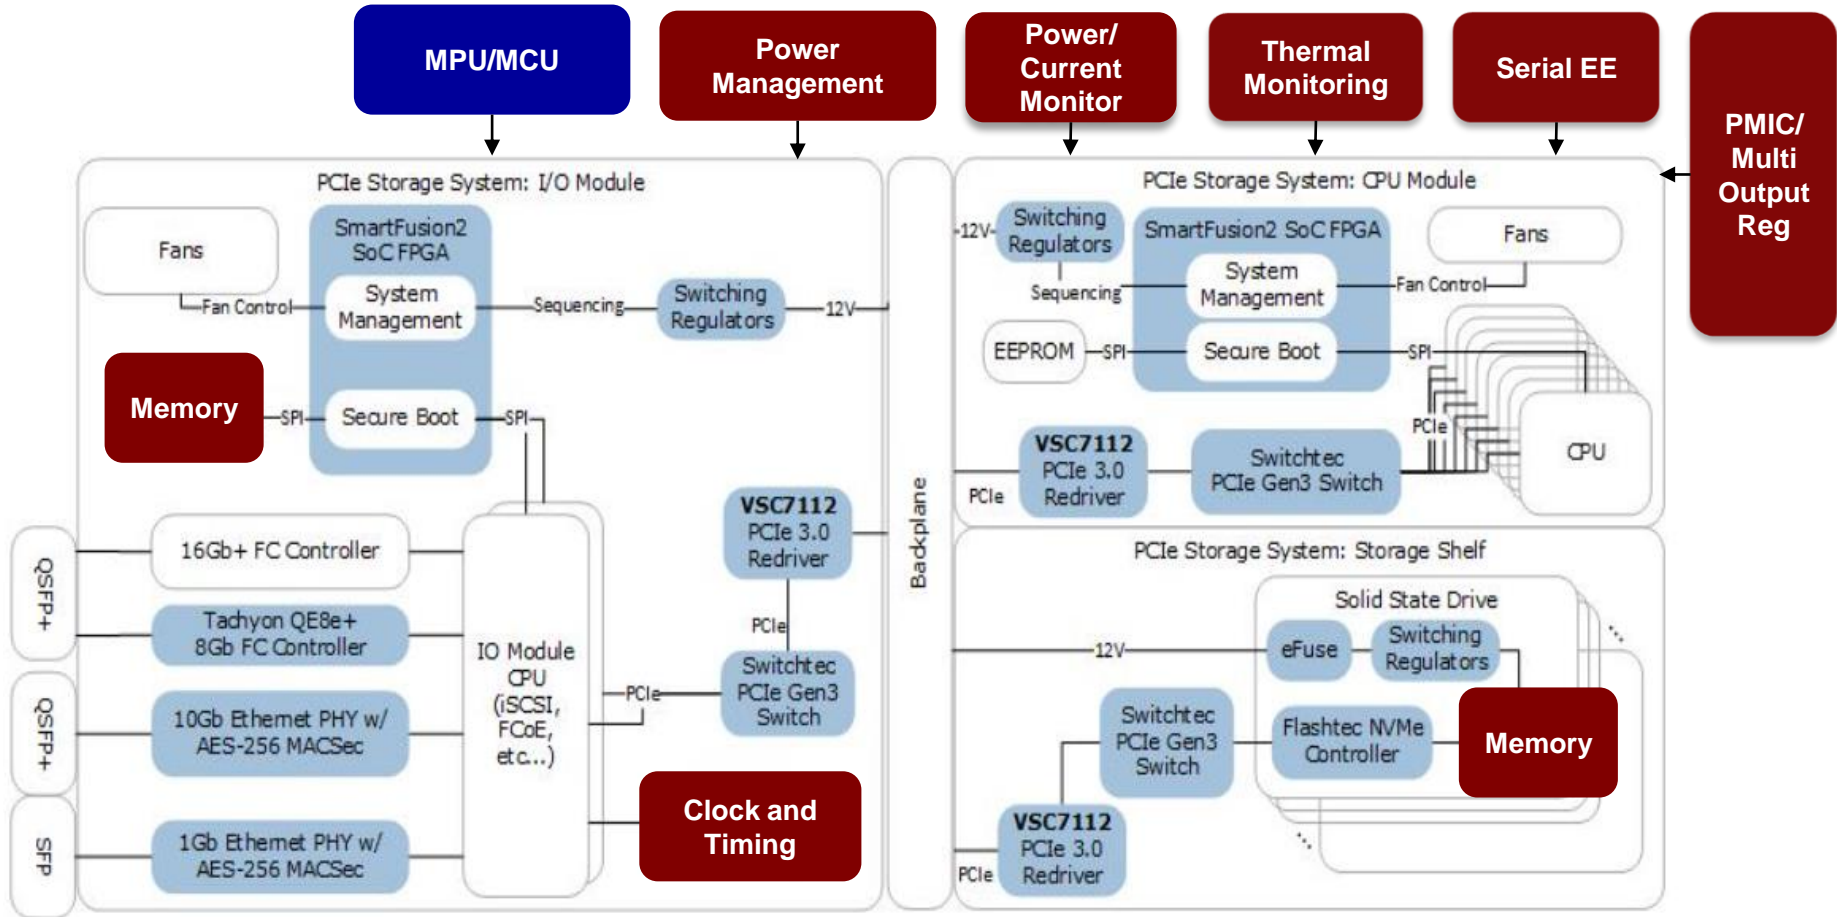 MPU/MCU
Power
Management
Power/
Current
Monitor
Thermal
Monitoring
Serial EE
PMIC/
Multi
Output
Reg
PCIe Storage System: I/O Module
Fans
SmartFusion2
SoC FPGA
System
Management
Fan Control
Sequencing
Switching
Regulators
12V
Memory
SPI
Secure Boot
SPI
QSFP+
16Gb+ FC Controller
Tachyon QE8e+
8Gb FC Controller
QSFP+
10Gb Ethernet PHY w/
AES-256 MACSec
SFP
1Gb Ethernet PHY w/
AES-256 MACSec
IO Module
CPU
(iSCSI,
FCoE,
etc...)
PCIe
VSC7112
PCIe 3.0
Redriver
PCIe
Switchtec
PCIe Gen3
Switch
Clock and
Timing
Backplane
PCIe Storage System: CPU Module
12V
Switching
Regulators
Sequencing
SmartFusion2 SoC FPGA
System
Management
Fan Control
Fans
EEPROM
SPI
Secure Boot
SPI
PCIe
CPU
PCIe
VSC7112
PCIe 3.0
Redriver
Switchtec
PCIe Gen3 Switch
PCIe Storage System: Storage Shelf
Solid State Drive
12V
eFuse
Switching
Regulators
Switchtec
PCIe Gen3
Switch
Flashtec NVMe
Controller
Memory
VSC7112
PCIe 3.0
Redriver
PCIe